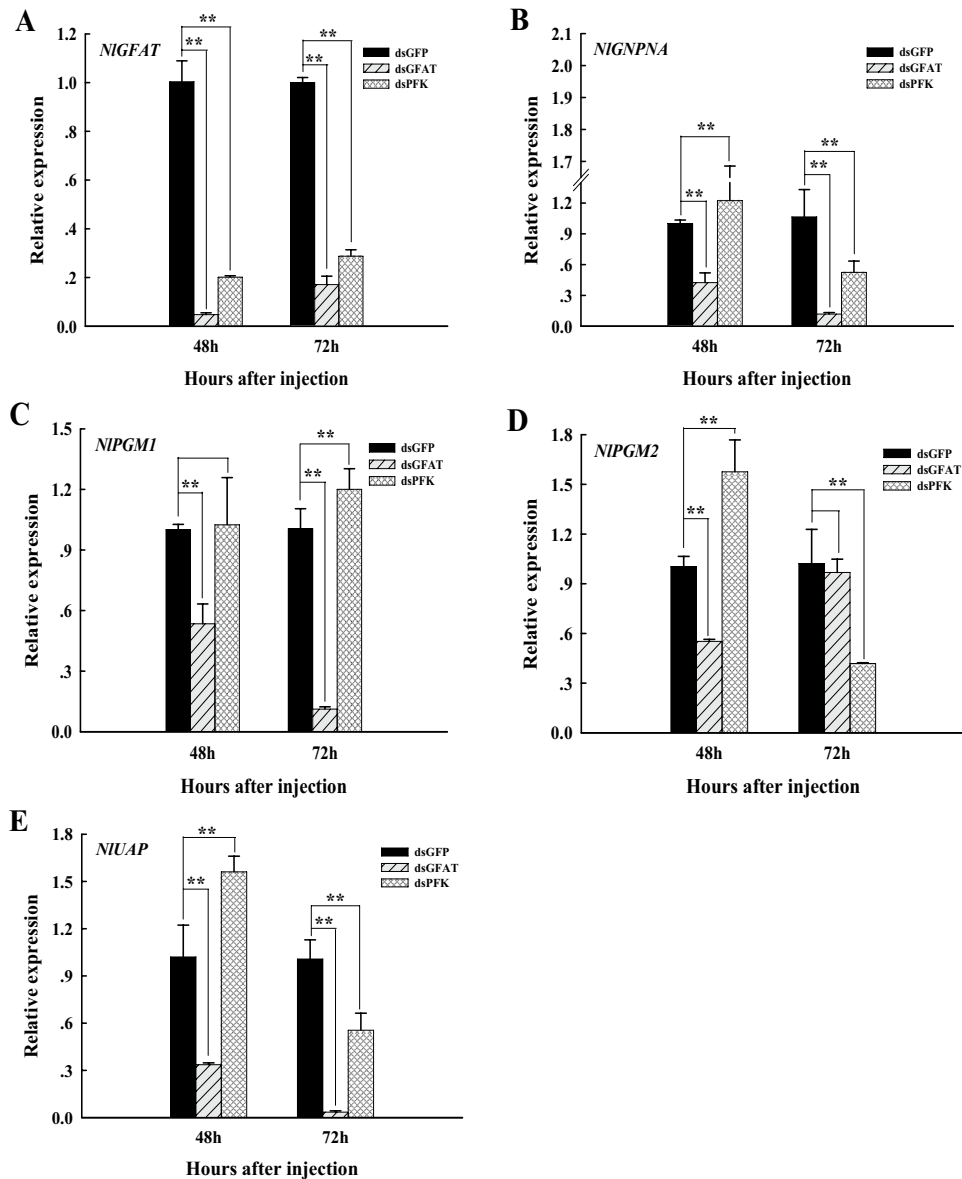 A
NlGFAT
**
**
**
**
dsGFP
dsGFAT
dsPFK
1.2
1.0
.8
.6
.4
.2
0.0
Relative expression
48h
72h
Hours after injection
B
NlGNPNA
**
**
**
**
dsGFP
dsGFAT
dsPFK
2.1
2.0
1.9
1.8
1.7
1.2
.9
.6
.3
0.0
Relative expression
48h
72h
Hours after injection
C
NlPGM1
**
**
**
dsGFP
dsGFAT
dsPFK
1.5
1.2
.9
.6
.3
0.0
Relative expression
48h
72h
Hours after injection
D
NlPGM2
**
**
**
dsGFP
dsGFAT
dsPFK
1.8
1.5
1.2
.9
.6
.3
0.0
Relative expression
48h
72h
Hours after injection
E
NlUAP
**
**
**
**
dsGFP
dsGFAT
dsPFK
1.8
1.5
1.2
.9
.6
.3
0.0
Relative expression
48h
72h
Hours after injection